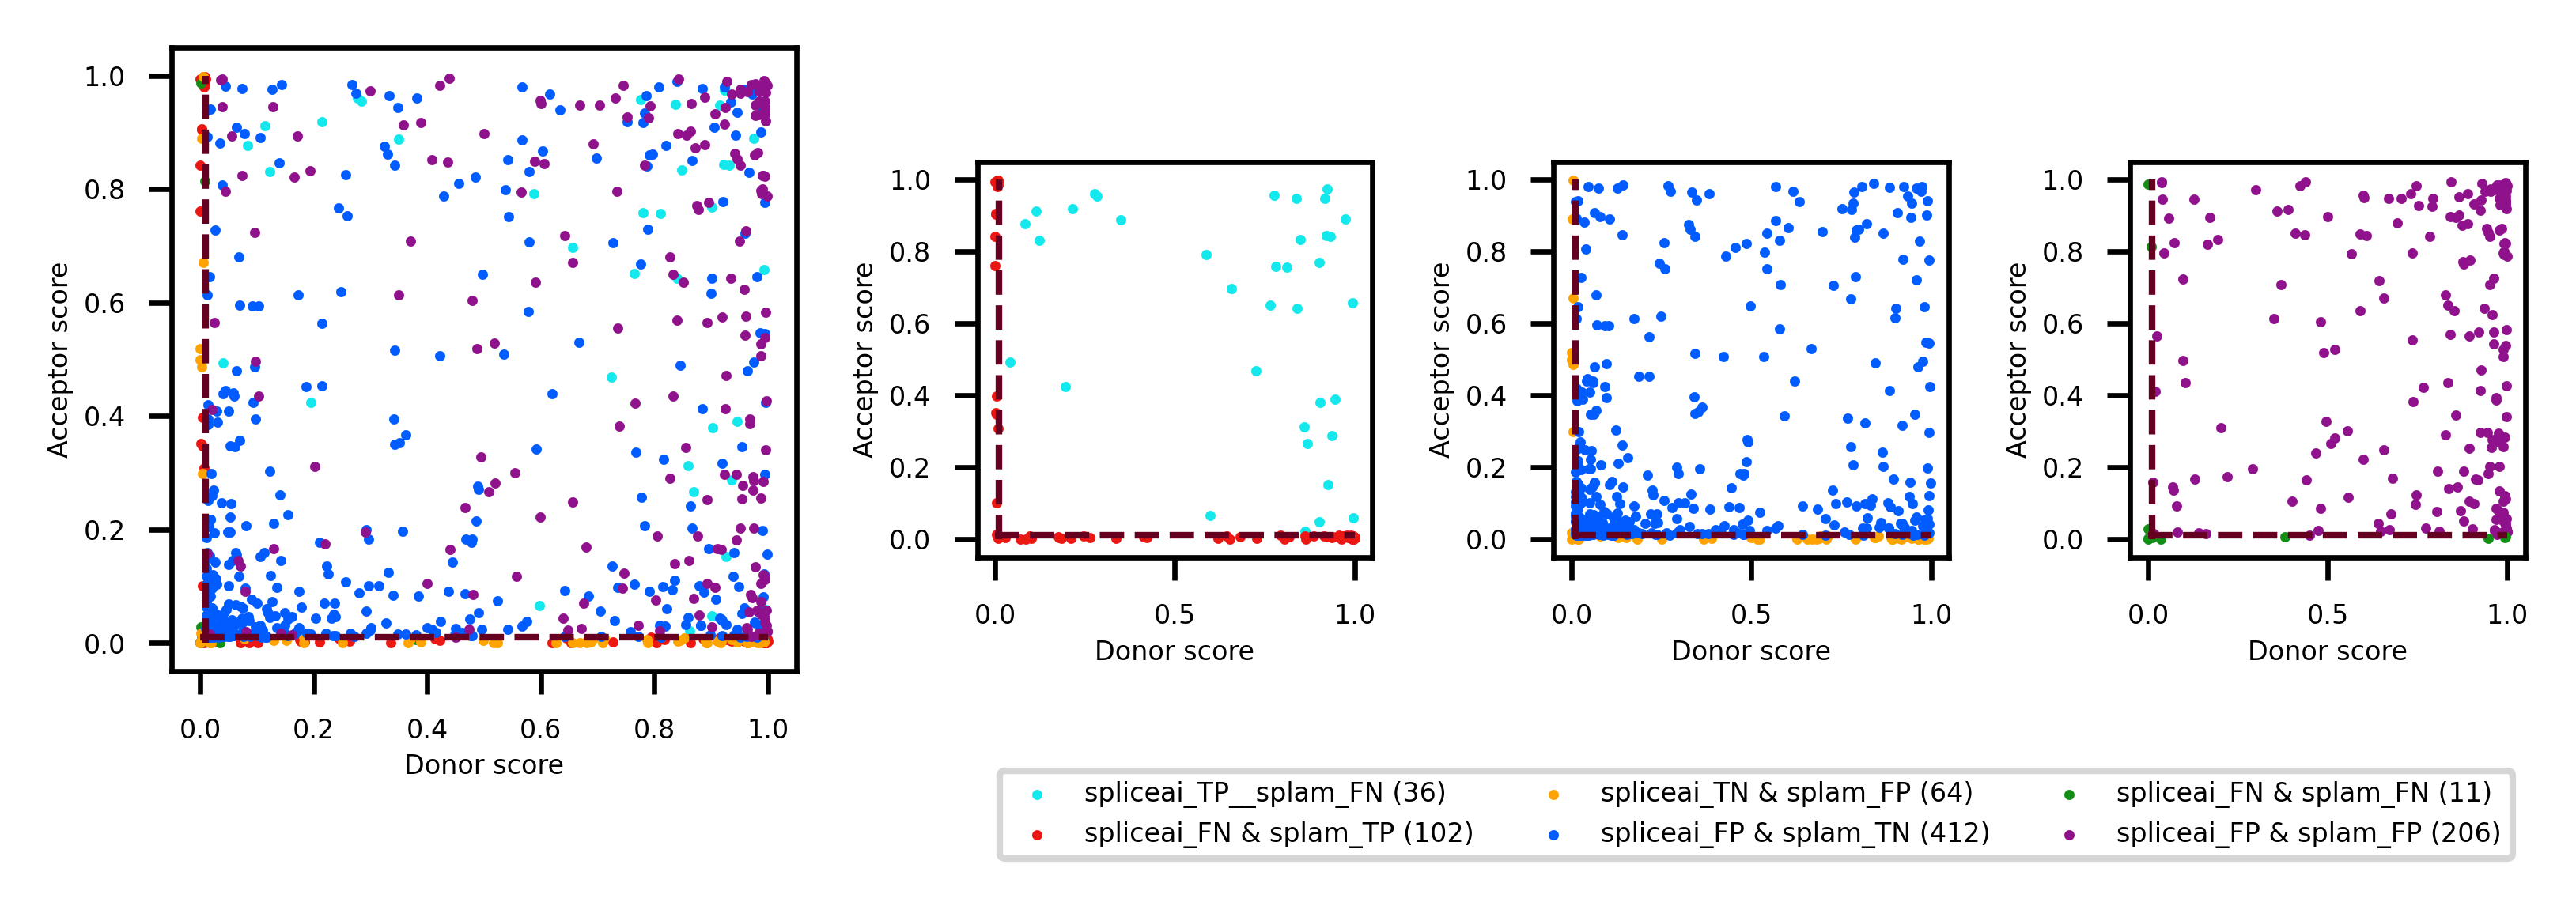 1.0
0.8
0.6
0.4
0.2
0.0
Acceptor score
0.0 0.2 0.4 0.6 0.8 1.0
Donor score
1.0
0.8
0.6
0.4
0.2
0.0
Acceptor score
0.0 0.5 1.0
Donor score
1.0
0.8
0.6
0.4
0.2
0.0
Acceptor score
0.0 0.5 1.0
Donor score
1.0
0.8
0.6
0.4
0.2
0.0
Acceptor score
0.0 0.5 1.0
Donor score
spliceai_TP__splam_FN (36)
spliceai_FN & splam_TP (102)
spliceai_TN & splam_FP (64)
spliceai_FP & splam_TN (412)
spliceai_FN & splam_FN (11)
spliceai_FP & splam_FP (206)